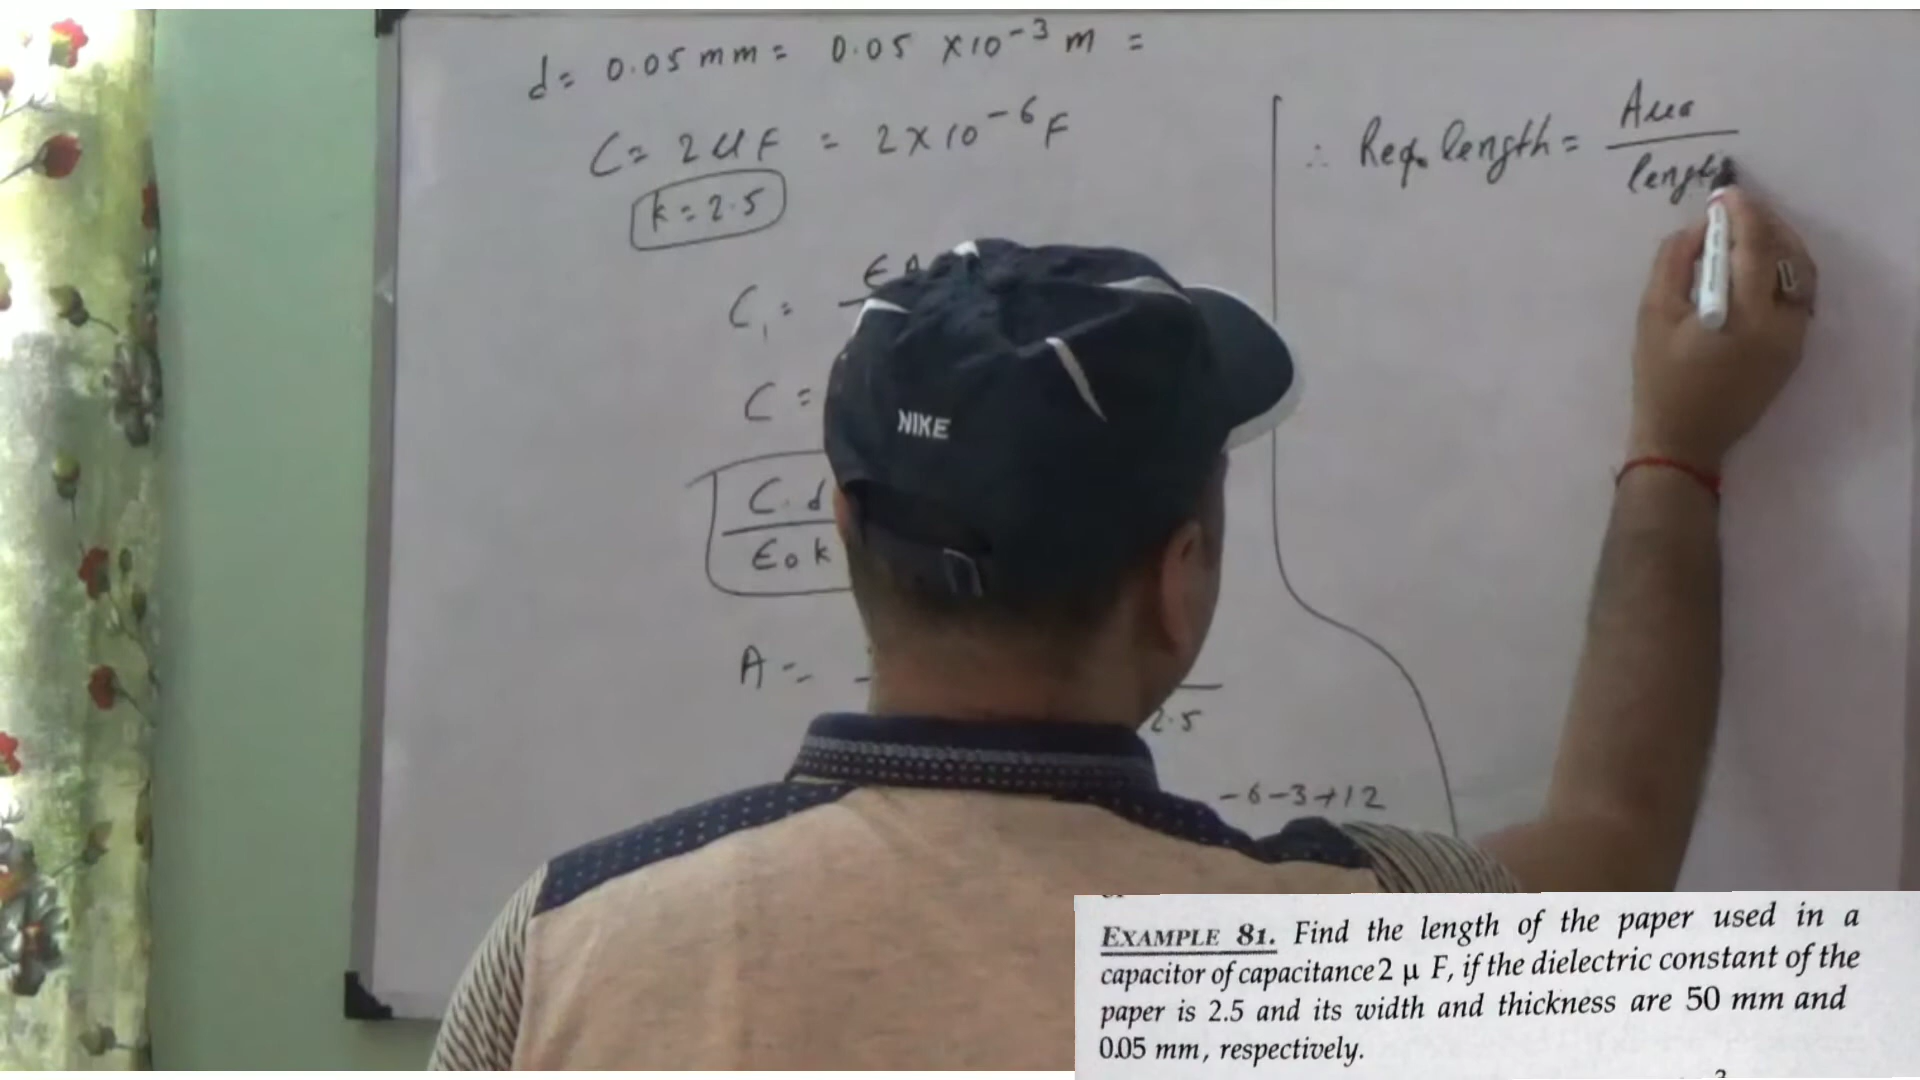 d= 0.05 mm = 0.05 ×10⁻³ m =
C= 2 μF = 2×10⁻⁶ F
k=2.5
C₁ =
C =
C.d
ϵ₀ k
A =
2.5
-6-3+12
∴ Req. length = Area
length
NIKE
EXAMPLE 81. Find the length of the paper used in a
capacitor of capacitance 2 μ F, if the dielectric constant of the
paper is 2.5 and its width and thickness are 50 mm and
0.05 mm, respectively.